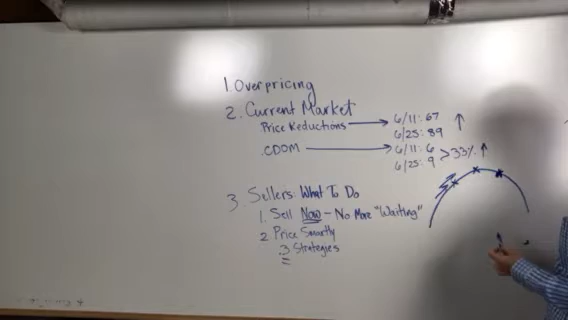 1. Overpricing
2. Current Market
. Price Reductions → 6/11: 67 ↑
6/25: 89
. CDOM → 6/11: 6 > 33% ↑
6/25: 9
3. Sellers: What To Do
1. Sell Now - No More "Waiting"
2. Price Smartly
. 3 Strategies